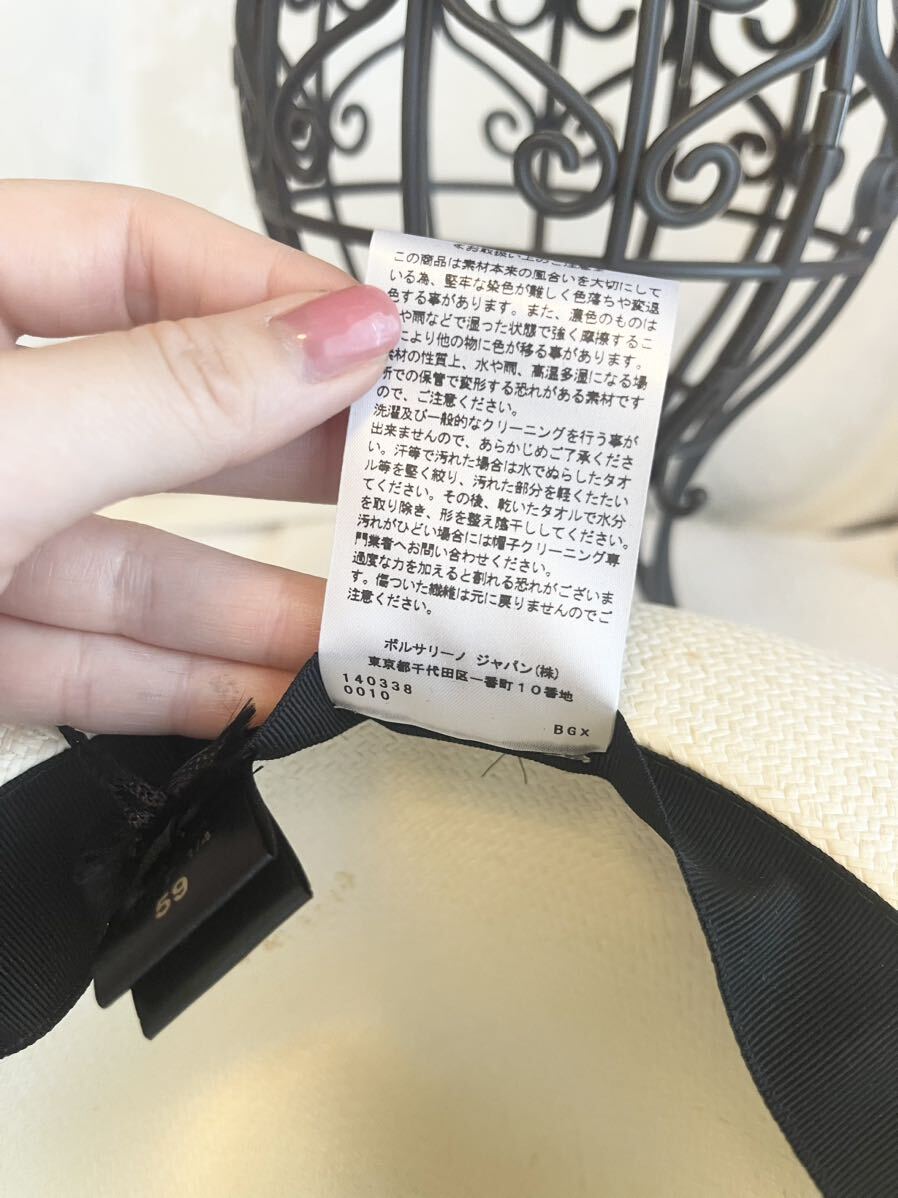 お取扱い上のご注意
この商品は素材本来の風合いを大切にして
いる為、堅牢な染色が難しく色落ちや変退
色する事があります。また、濃色のものは
や雨などで湿った状態で強く摩擦するこ
により他の物に色が移る事があります。
素材の性質上、水や雨、高温多湿になる場
所での保管で変形する恐れがある素材です
ので、ご注意ください。
洗濯及び一般的なクリーニングを行う事が
出来ませんので、あらかじめご了承くださ
い。汗等で汚れた場合は水でぬらしたタオ
ル等を堅く絞り、汚れた部分を軽くたたい
てください。その後、乾いたタオルで水分
を取り除き、形を整え陰干ししてください。
汚れがひどい場合には帽子クリーニング専
門業者へお問い合わせください。
過度な力を加えると割れる恐れがございま
す。傷ついた繊維は元に戻りませんのでご
注意ください。
ボルサリーノ ジャパン(株)
東京都千代田区一番町10番地
140338
0010
BGX
1/4
59